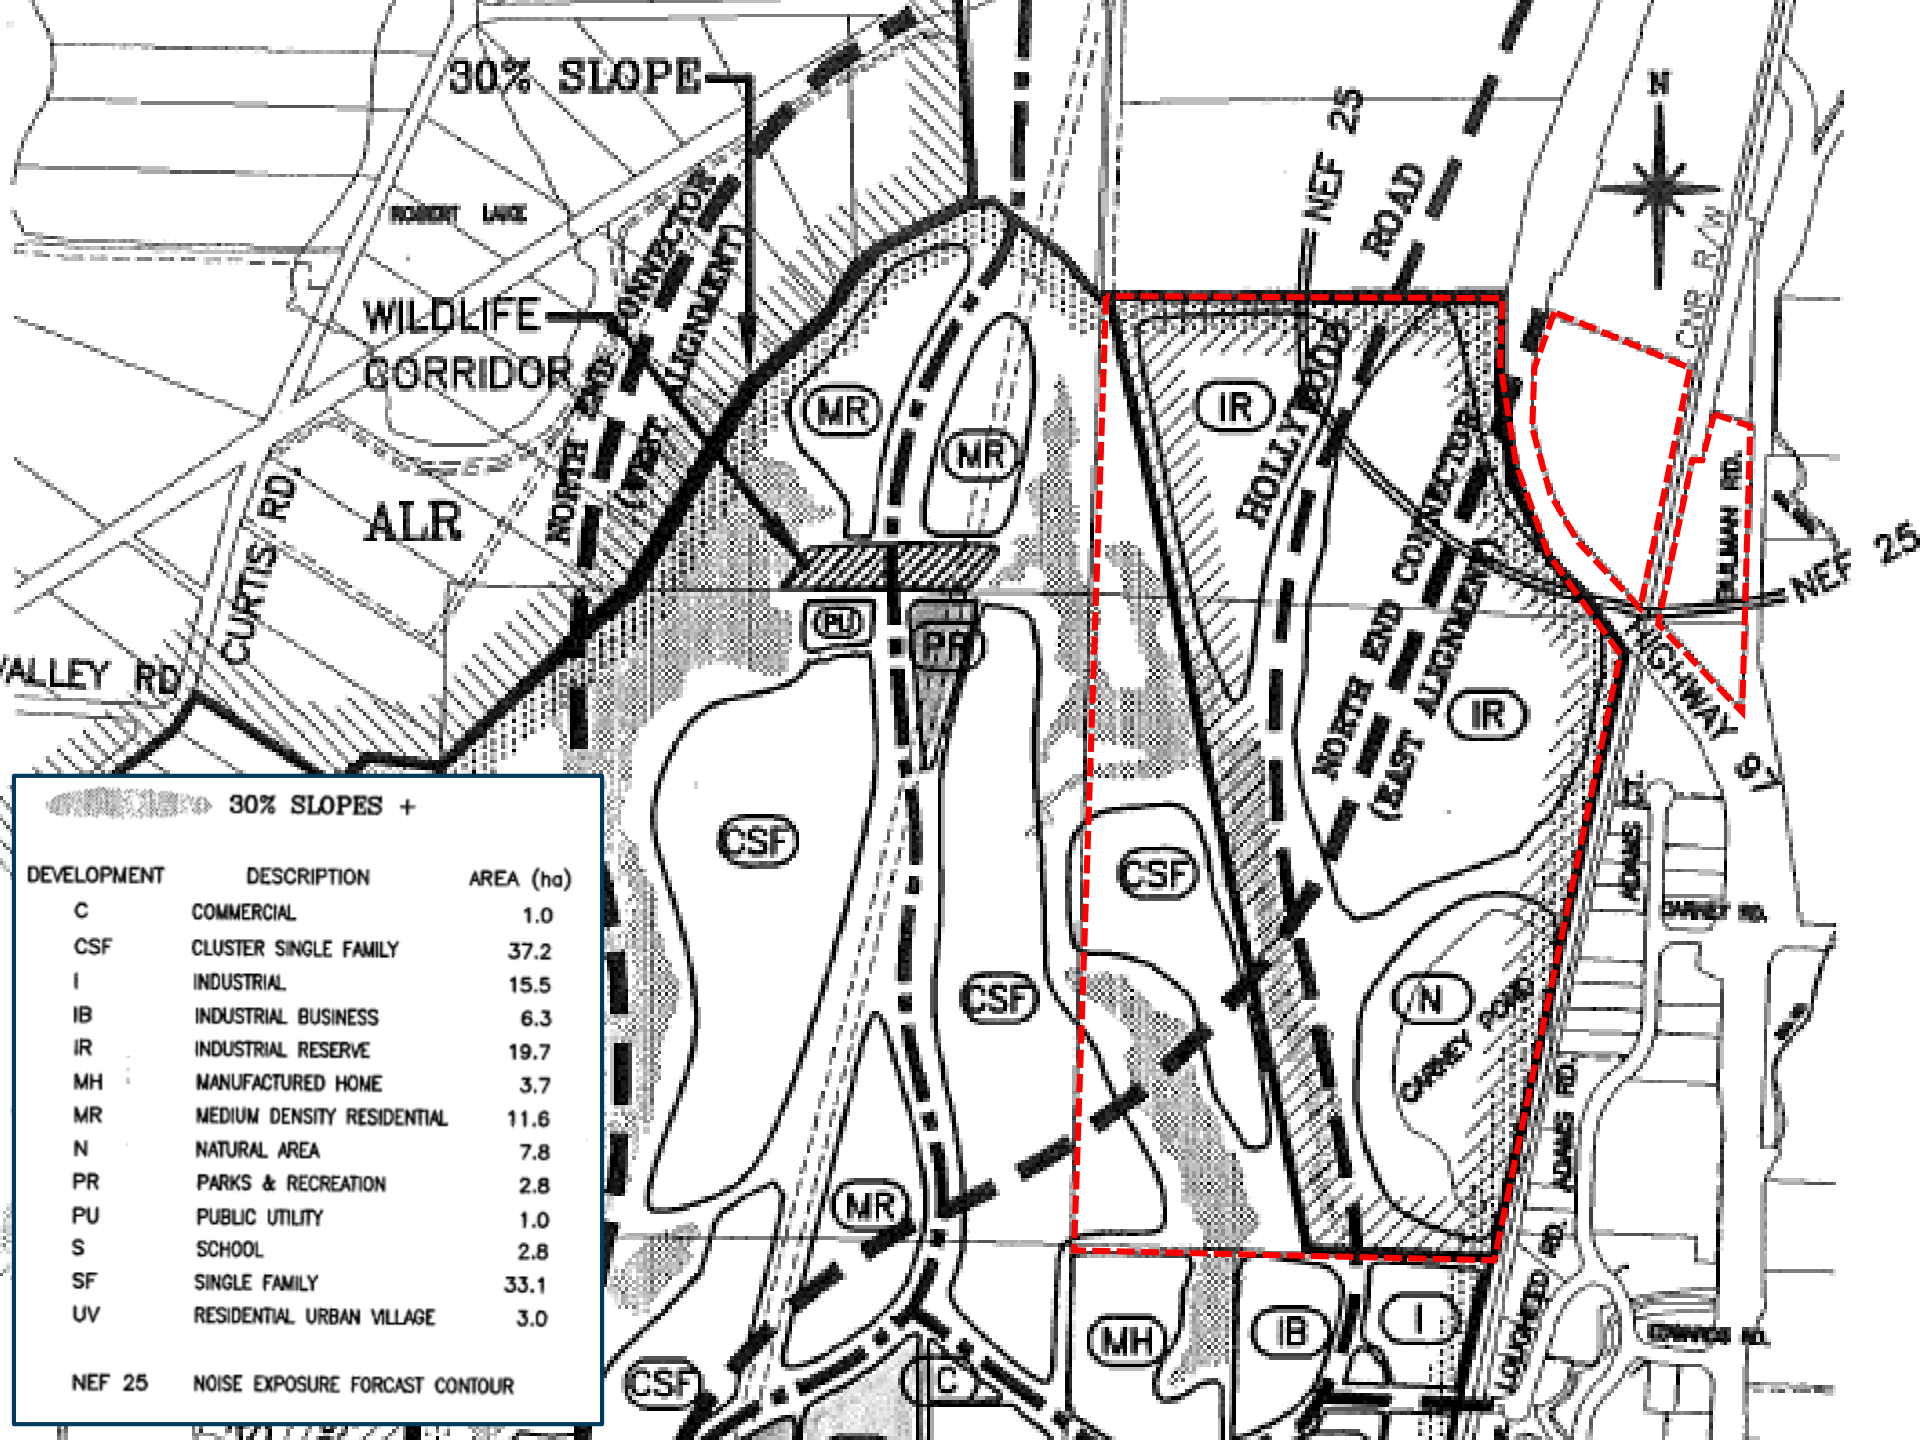 30% SLOPE
N
NEF 25
ROAD
CNR R/W
ROBERT LAKE
WILDLIFE
CORRIDOR
NORTH END CONNECTOR
(WEST ALIGNMENT)
MR
IR
MR
HOLLYWOOD
ALR
CURTIS RD.
NORTH END CONNECTOR
(EAST ALIGNMENT)
RD.
NEF 25
PU
PR
VALLEY RD
HIGHWAY 97
IR
CSF
CSF
ADAMS CT.
CSF
N
CARNEY POND
ADAMS RD.
MR
LOUGHEED RD.
MH
IB
I
EDWARDS RD.
CSF
C
30% SLOPES +
DEVELOPMENT DESCRIPTION AREA (ha)
C COMMERCIAL 1.0
CSF CLUSTER SINGLE FAMILY 37.2
I INDUSTRIAL 15.5
IB INDUSTRIAL BUSINESS 6.3
IR INDUSTRIAL RESERVE 19.7
MH MANUFACTURED HOME 3.7
MR MEDIUM DENSITY RESIDENTIAL 11.6
N NATURAL AREA 7.8
PR PARKS & RECREATION 2.8
PU PUBLIC UTILITY 1.0
S SCHOOL 2.8
SF SINGLE FAMILY 33.1
UV RESIDENTIAL URBAN VILLAGE 3.0
NEF 25 NOISE EXPOSURE FORCAST CONTOUR